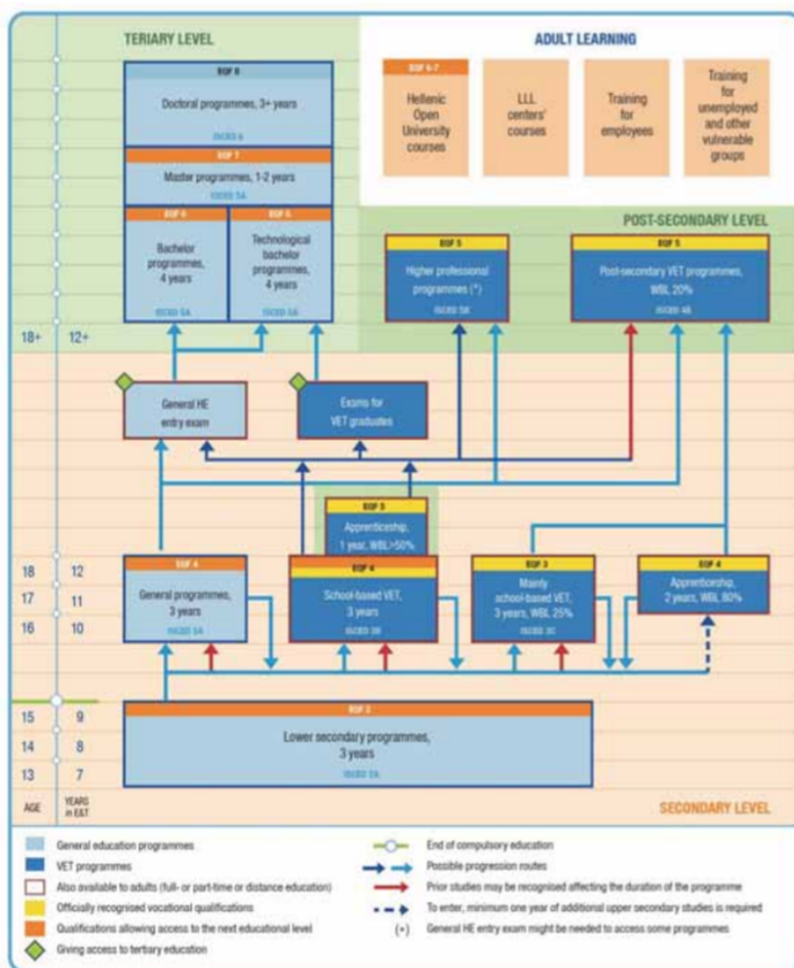 TERTIARY LEVEL
EQF 8
Doctoral programmes, 3+ years
ISCED 6
EQF 7
Master programmes, 1-2 years
ISCED 5A
EQF 6
Bachelor
programmes,
4 years
ISCED 5A
EQF 6
Technological
bachelor
programmes,
4 years
ISCED 5A
ADULT LEARNING
EQF 6-7
Hellenic
Open
University
courses
LLL
centers'
courses
Training
for
employees
Training
for
unemployed
and other
vulnerable
groups
POST-SECONDARY LEVEL
EQF 5
Higher professional
programmes (*)
ISCED 5B
EQF 5
Post-secondary VET programmes,
WBL 20%
ISCED 4B
18+
12+
General HE
entry exam
Exams for
VET graduates
EQF 5
Apprenticeship,
1 year, WBL>50%
18
12
17
11
16
10
EQF 4
General programmes,
3 years
ISCED 3A
EQF 4
School-based VET,
3 years
ISCED 3B
EQF 3
Mainly
school-based VET,
3 years, WBL 25%
ISCED 3C
EQF 4
Apprenticeship,
2 years, WBL 80%
15
9
14
8
13
7
EQF 2
Lower secondary programmes,
3 years
ISCED 2A
AGE
YEARS
in E&T
SECONDARY LEVEL
General education programmes
VET programmes
Also available to adults (full- or part-time or distance education)
Officially recognised vocational qualifications
Qualifications allowing access to the next educational level
Giving access to tertiary education
End of compulsory education
Possible progression routes
Prior studies may be recognised affecting the duration of the programme
To enter, minimum one year of additional upper secondary studies is required
(*) General HE entry exam might be needed to access some programmes